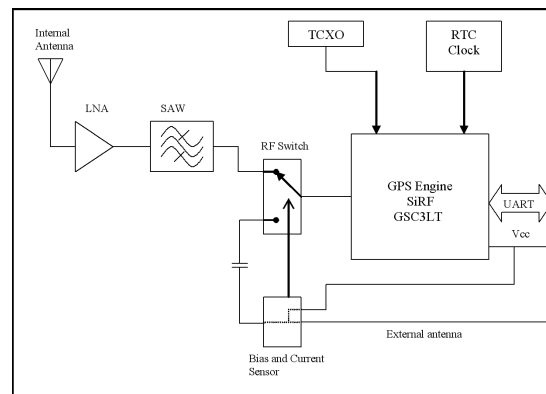 Internal
Antenna
LNA
SAW
TCXO
RTC
Clock
RF Switch
GPS Engine
SiRF
GSC3LT
UART
Vcc
External antenna
Bias and Current
Sensor